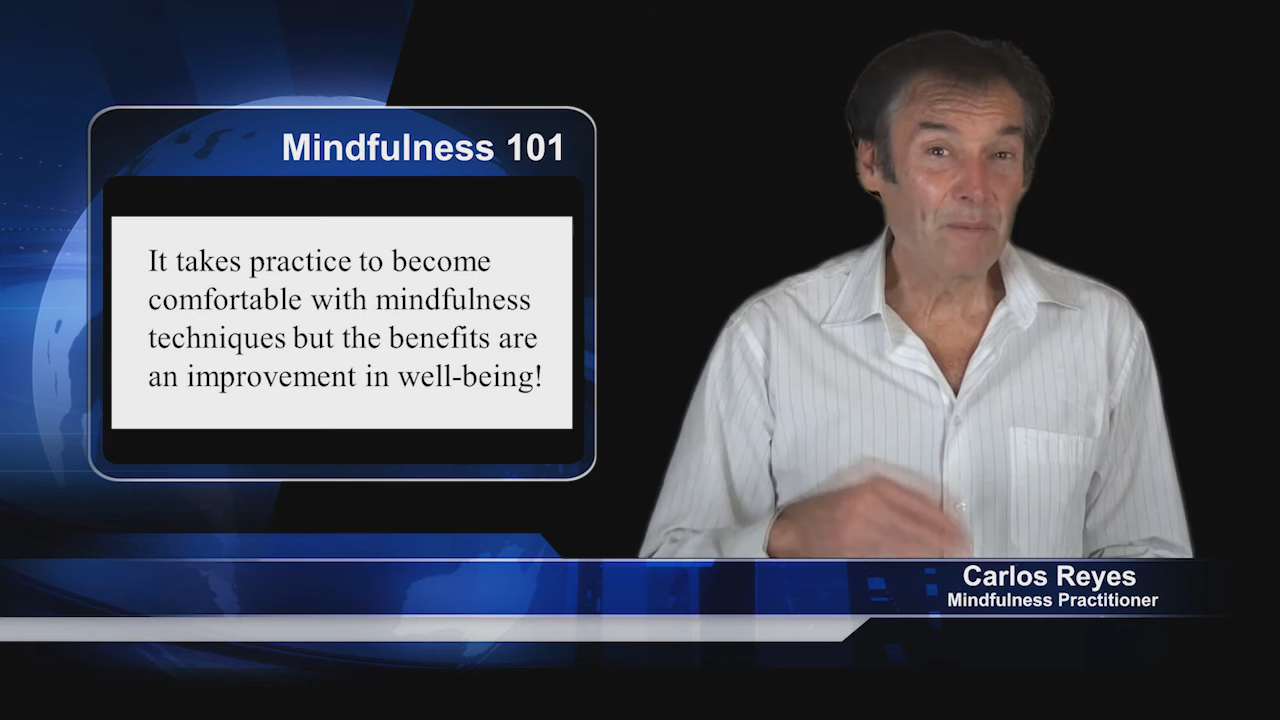 Mindfulness 101
It takes practice to become
comfortable with mindfulness
techniques but the benefits are
an improvement in well-being!
Carlos Reyes
Mindfulness Practitioner